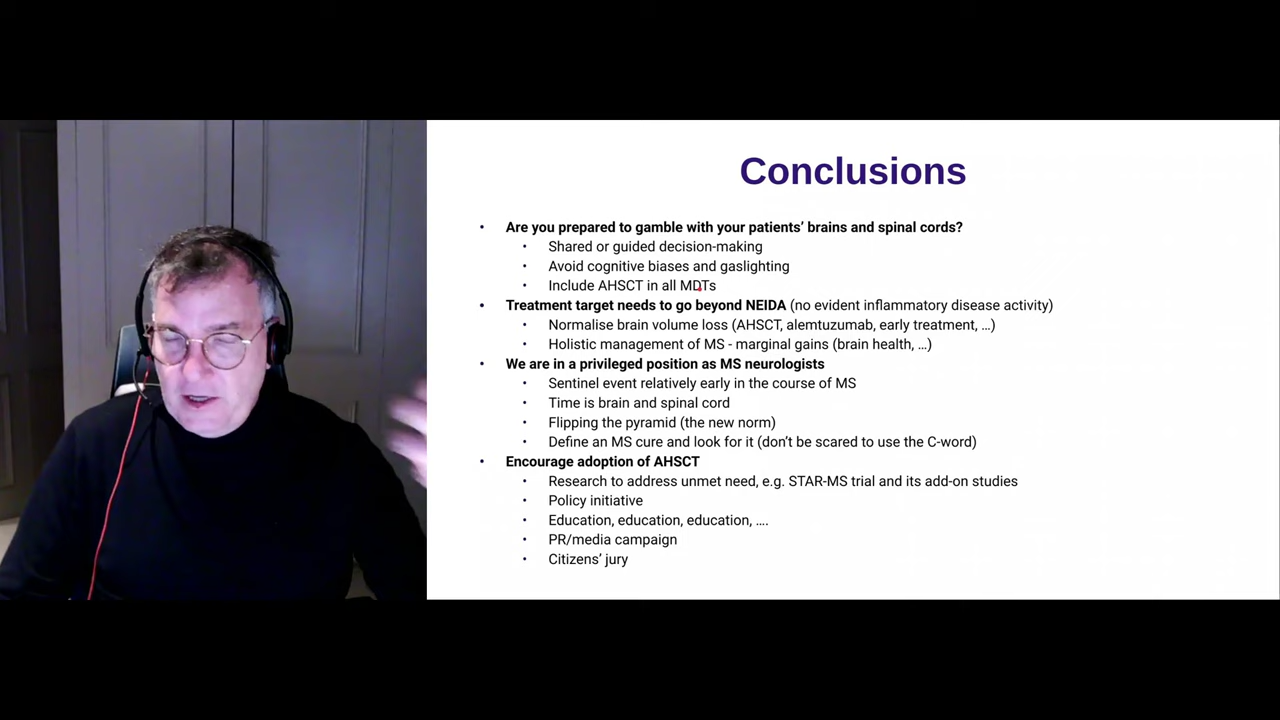 Conclusions
• Are you prepared to gamble with your patients’ brains and spinal cords?
• Shared or guided decision-making
• Avoid cognitive biases and gaslighting
• Include AHSCT in all MDTs
• Treatment target needs to go beyond NEIDA (no evident inflammatory disease activity)
• Normalise brain volume loss (AHSCT, alemtuzumab, early treatment, …)
• Holistic management of MS - marginal gains (brain health, …)
• We are in a privileged position as MS neurologists
• Sentinel event relatively early in the course of MS
• Time is brain and spinal cord
• Flipping the pyramid (the new norm)
• Define an MS cure and look for it (don’t be scared to use the C-word)
• Encourage adoption of AHSCT
• Research to address unmet need, e.g. STAR-MS trial and its add-on studies
• Policy initiative
• Education, education, education, ….
• PR/media campaign
• Citizens’ jury